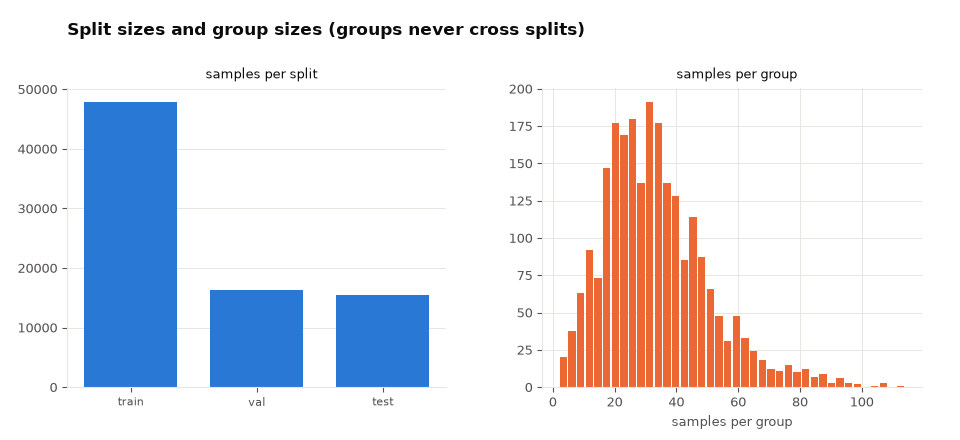 Split sizes and group sizes (groups never cross splits)
samples per split
50000
40000
30000
20000
10000
0
train val test
samples per group
200
175
150
125
100
75
50
25
0
0 20 40 60 80 100
samples per group